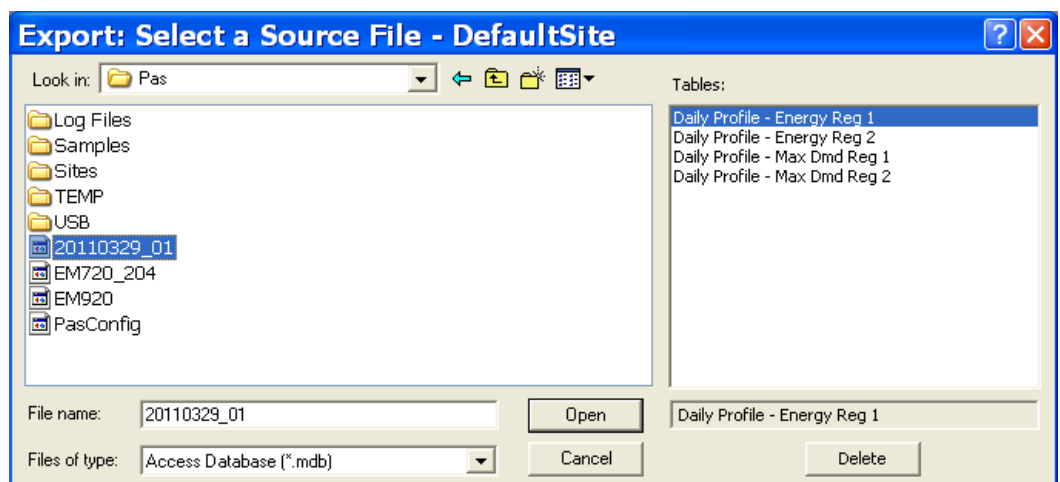 Export: Select a Source File - DefaultSite
Look in: Pas
Tables:
Log Files
Samples
Sites
TEMP
USB
20110329_01
EM720_204
EM920
PasConfig
Daily Profile - Energy Reg 1
Daily Profile - Energy Reg 2
Daily Profile - Max Dmd Reg 1
Daily Profile - Max Dmd Reg 2
File name: 20110329_01 Open Daily Profile - Energy Reg 1
Files of type: Access Database (*.mdb) Cancel Delete